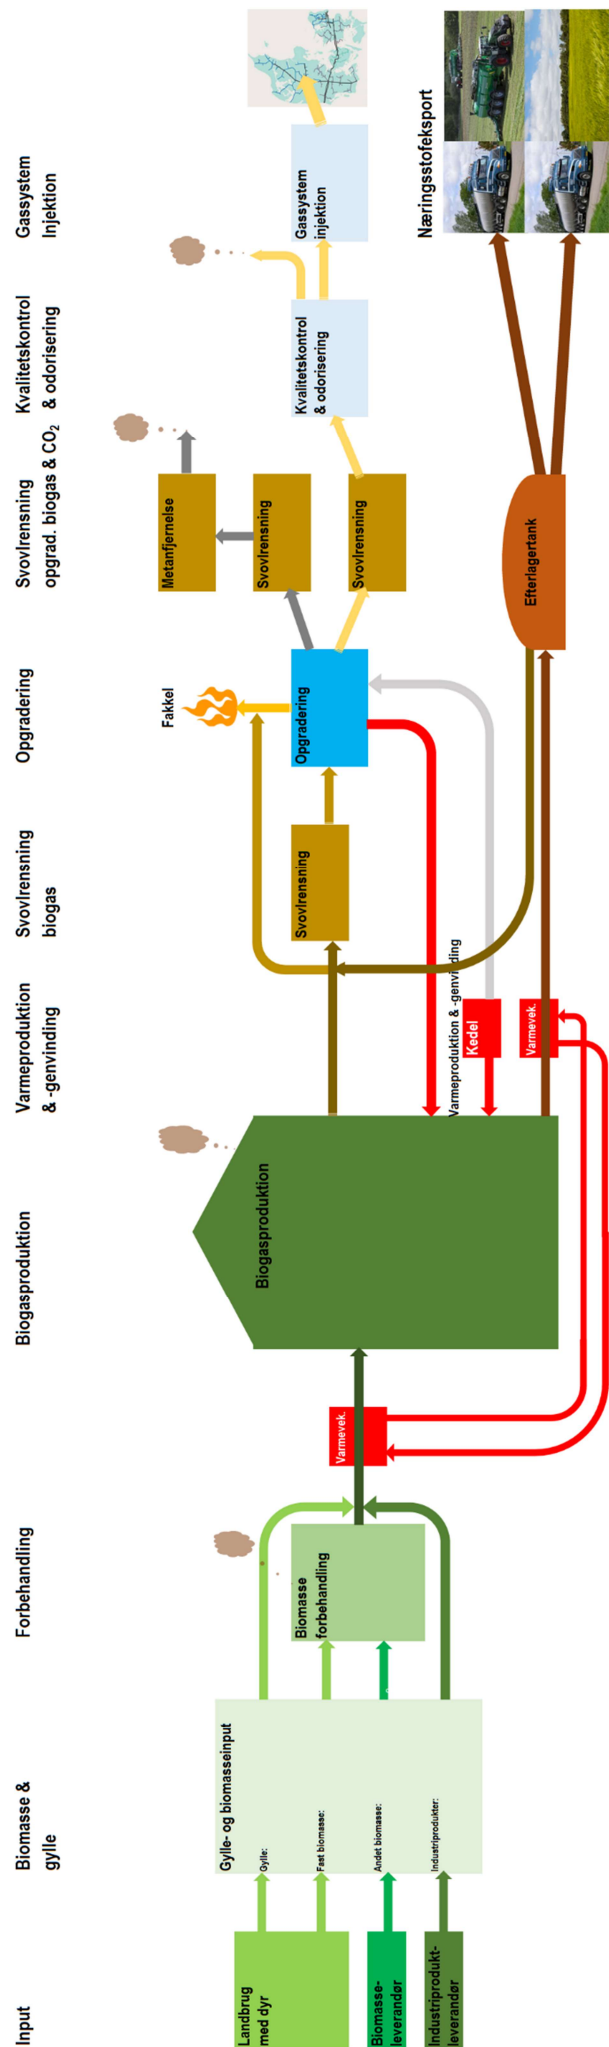 Input
Biomasse &
gylle
Forbehandling
Biogasproduktion
Varmeproduktion
& -genvinding
Svovlrensning
biogas
Opgradering
Svovlrensning
opgrad. biogas & CO₂
Kvalitetskontrol
& odorisering
Gassystem
Injektion
Landbrug
med dyr
Biomasse-
leverandør
Industriprodukt-
leverandør
Gylle- og biomasseinput
Gylle:
Fast biomasse:
Andet biomasse:
Industriprodukter:
Biomasse
forbehandling
Varmevek.
Biogasproduktion
Varmeproduktion & -genvinding
Kedel
Varmevek.
Svovlrensning
Fakkel
Opgradering
Metanfjernelse
Svovlrensning
Svovlrensning
Efterlagertank
Kvalitetskontrol
& odorisering
Gassystem
injektion
Næringsstofeksport